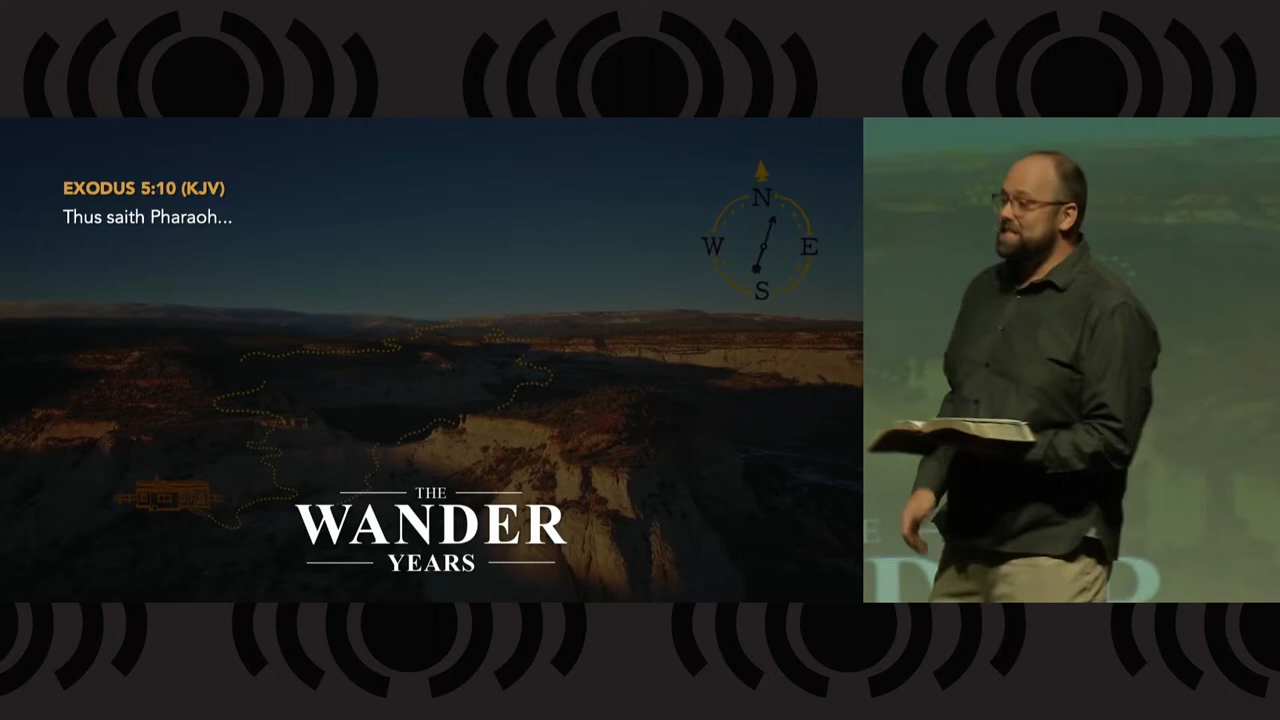 EXODUS 5:10 (KJV)
Thus saith Pharaoh...
N
W E
S
THE
WANDER
YEARS